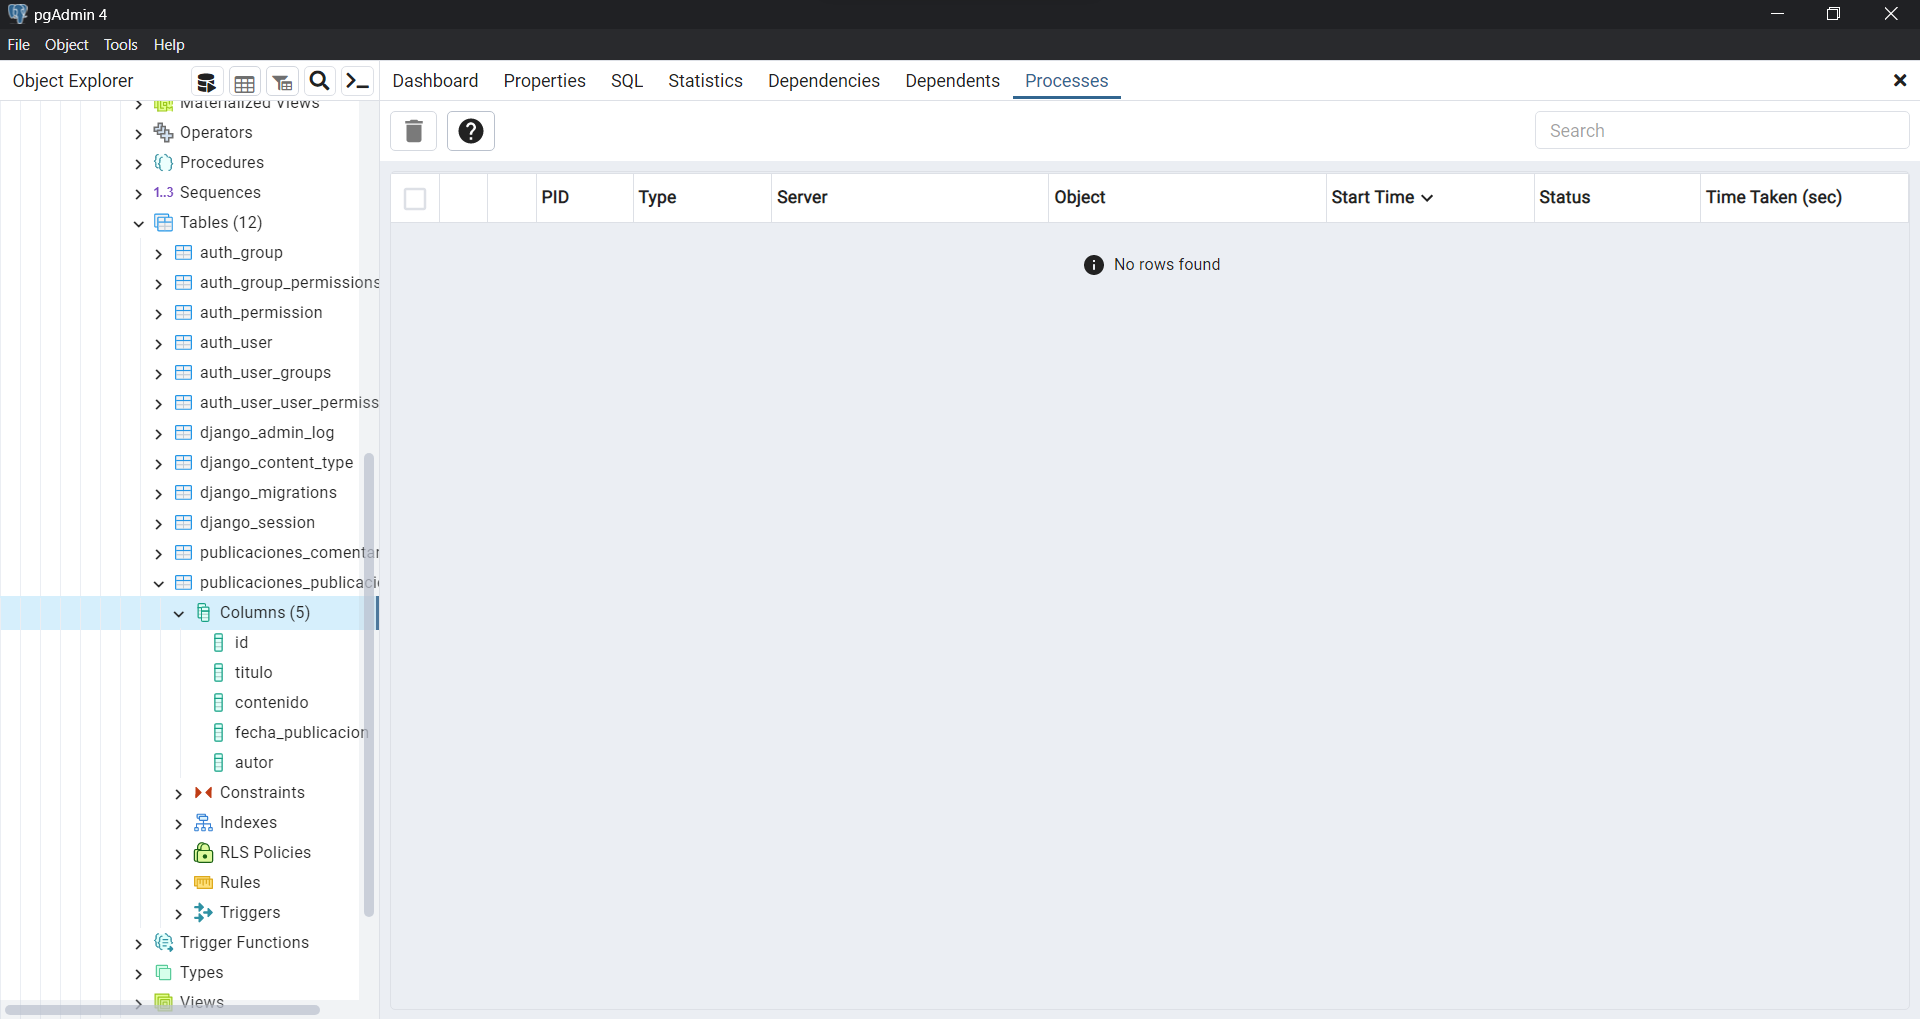 pgAdmin 4
File Object Tools Help
Object Explorer
Dashboard Properties SQL Statistics Dependencies Dependents Processes
Search
PID Type Server Object Start Time Status Time Taken (sec)
No rows found
Materialized Views
Operators
Procedures
1..3 Sequences
Tables (12)
auth_group
auth_group_permissions
auth_permission
auth_user
auth_user_groups
auth_user_user_permiss
django_admin_log
django_content_type
django_migrations
django_session
publicaciones_comentar
publicaciones_publicaci
Columns (5)
id
titulo
contenido
fecha_publicacion
autor
Constraints
Indexes
RLS Policies
Rules
Triggers
Trigger Functions
Types
Views